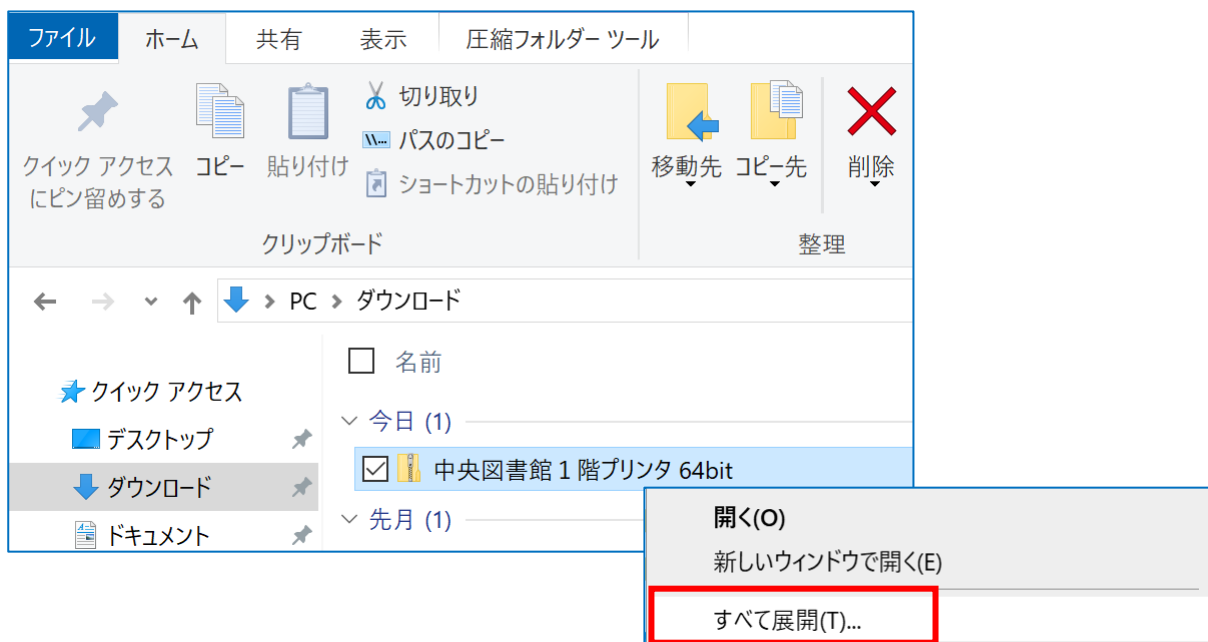 ファイル ホーム 共有 表示 圧縮フォルダー ツール
切り取り
パスのコピー
ショートカットの貼り付け
クイック アクセス
にピン留めする
コピー
貼り付け
移動先
コピー先
削除
クリップボード
整理
PC ダウンロード
名前
クイック アクセス
デスクトップ
ダウンロード
ドキュメント
今日 (1)
中央図書館 1 階プリンタ 64bit
先月 (1)
開く(O)
新しいウィンドウで開く(E)
すべて展開(T)...